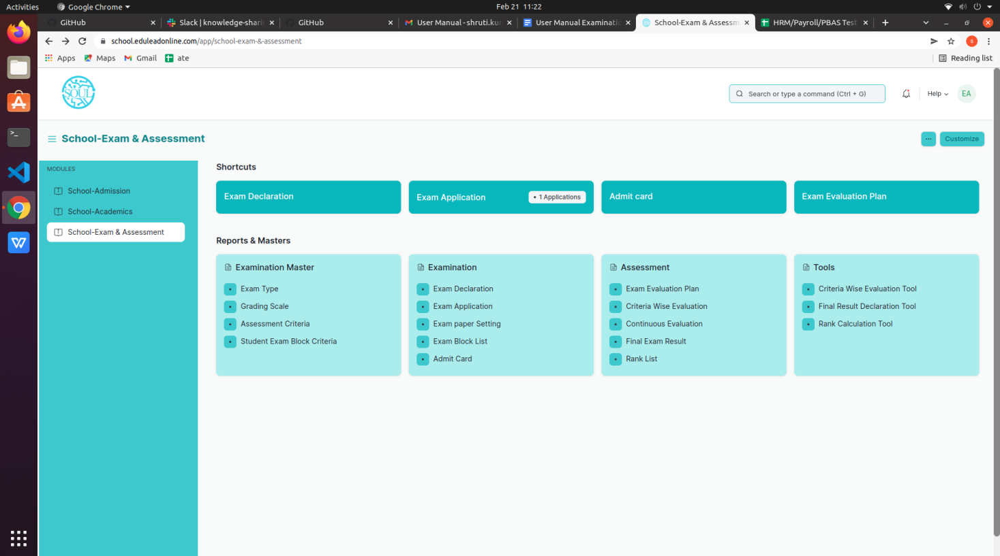 Activities
Google Chrome
Feb 21 11:22
GitHub
Slack | knowledge-sharin
GitHub
User Manual - shruti.ku
User Manual Examinatio
School-Exam & Assessm
HRM/Payroll/PBAS Test
school.eduleadonline.com/app/school-exam-&-assessment
S
Apps
Maps
Gmail
ate
Reading list
SOUL
Search or type a command (Ctrl + G)
Help
EA
School-Exam & Assessment
...
Customize
MODULES
School-Admission
School-Academics
School-Exam & Assessment
Shortcuts
Exam Declaration
Exam Application
• 1 Applications
Admit card
Exam Evaluation Plan
Reports & Masters
Examination Master
Exam Type
Grading Scale
Assessment Criteria
Student Exam Block Criteria
Examination
Exam Declaration
Exam Application
Exam paper Setting
Exam Block List
Admit Card
Assessment
Exam Evaluation Plan
Criteria Wise Evaluation
Continuous Evaluation
Final Exam Result
Rank List
Tools
Criteria Wise Evaluation Tool
Final Result Declaration Tool
Rank Calculation Tool